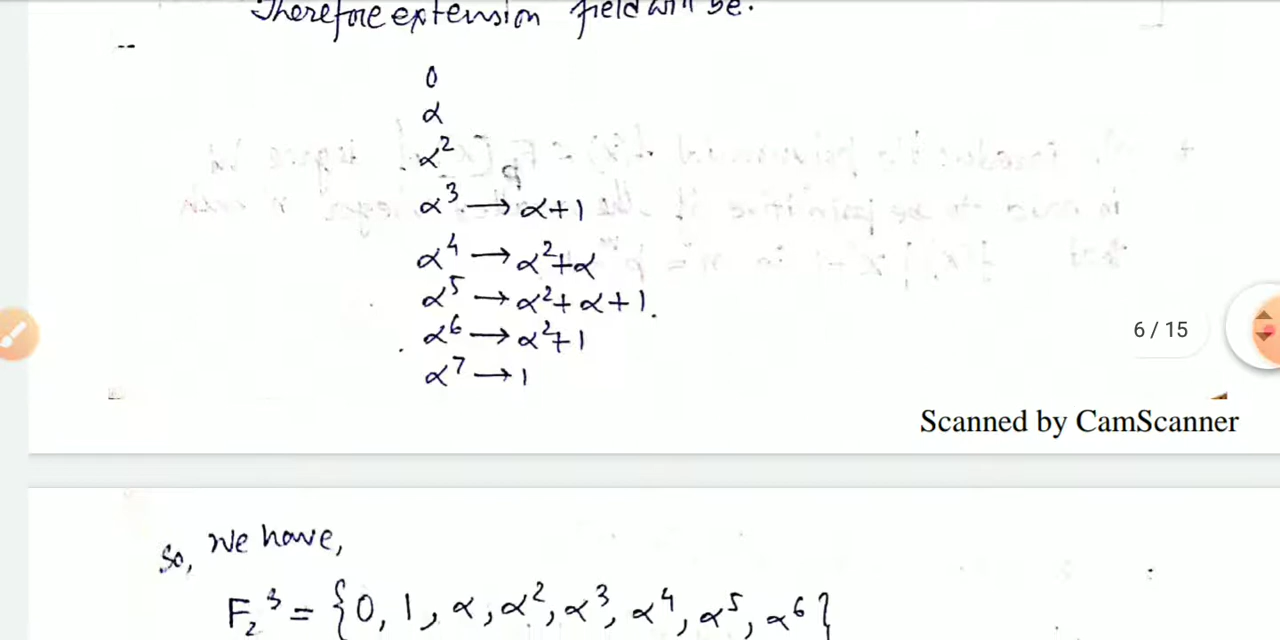 Therefore extension field will be.
0
α
α²
α³ → α+1
α⁴ → α²+α
α⁵ → α²+α+1.
α⁶ → α²+1
α⁷ → 1
6 / 15
Scanned by CamScanner
So, We have,
F₂³ = {0, 1, α, α², α³, α⁴, α⁵, α⁶}